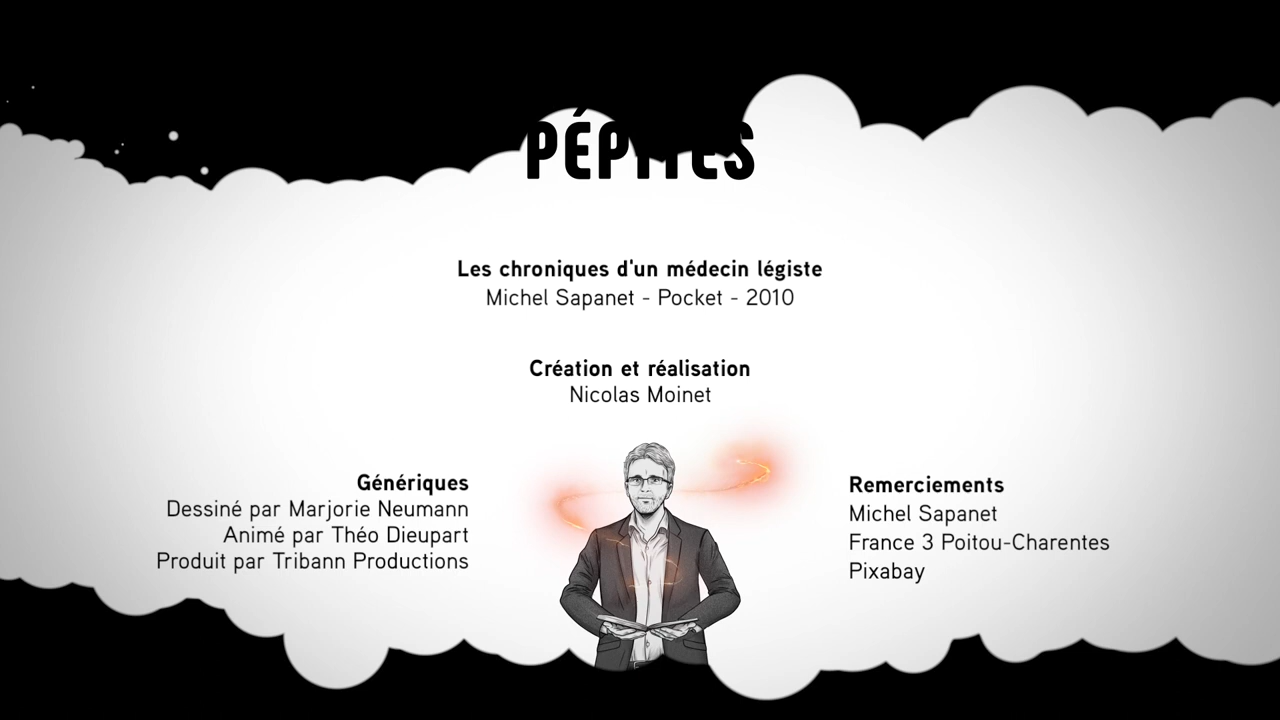 PÉPITES
Les chroniques d'un médecin légiste
Michel Sapanet - Pocket - 2010
Création et réalisation
Nicolas Moinet
Génériques
Dessiné par Marjorie Neumann
Animé par Théo Dieupart
Produit par Tribann Productions
Remerciements
Michel Sapanet
France 3 Poitou-Charentes
Pixabay